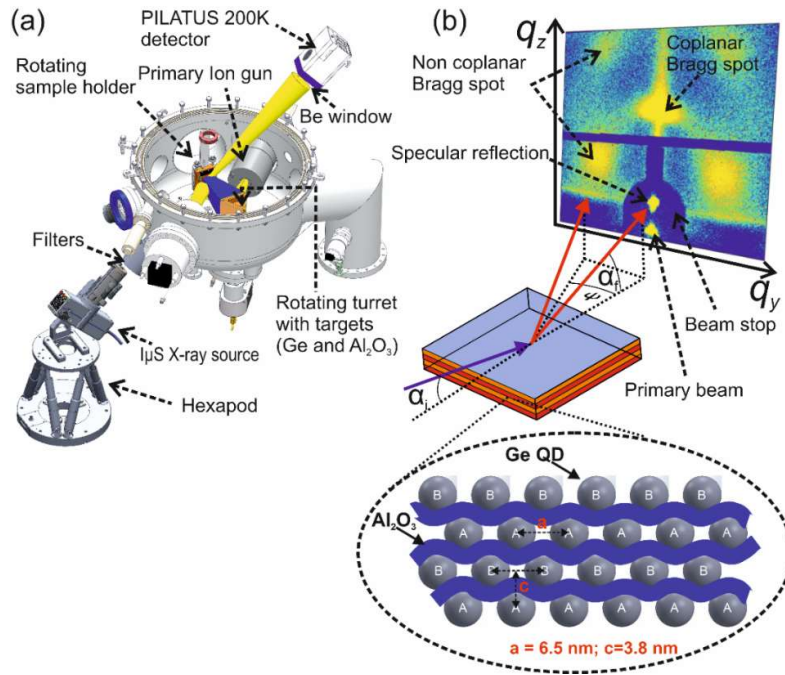 (a)
PILATUS 200K
detector
Rotating
sample holder
Primary Ion gun
Be window
Filters
Rotating turret
with targets
(Ge and Al₂O₃)
IµS X-ray source
Hexapod
(b)
qz
Non coplanar
Bragg spot
Coplanar
Bragg spot
Specular reflection
αf
ψ
qy
Beam stop
αi
Primary beam
Ge QD
B B B B B B
Al₂O₃
A A A A A A
a
B B B B B B
c
A A A A A A
a = 6.5 nm; c=3.8 nm